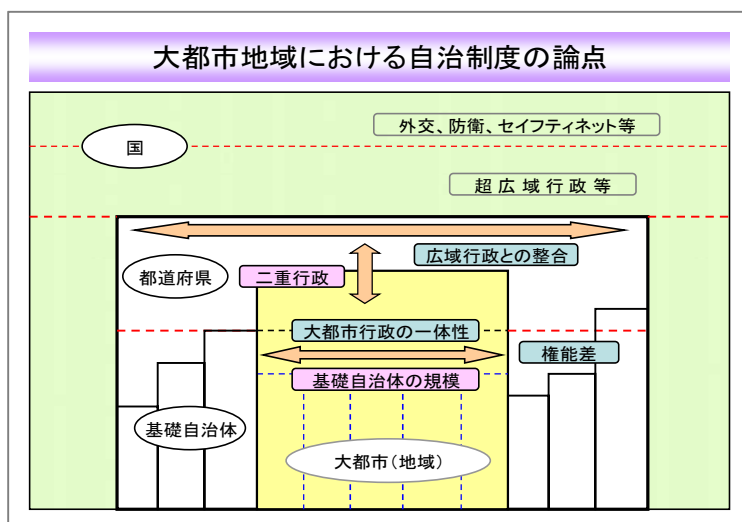 大都市地域における自治制度の論点
外交、防衛、セイフティネット等
国
超広域行政等
広域行政との整合
都道府県
二重行政
大都市行政の一体性
権能差
基礎自治体の規模
基礎自治体
大都市（地域）